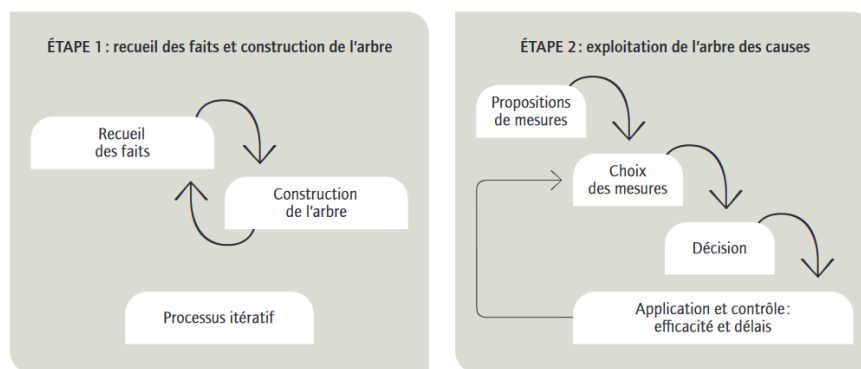 ÉTAPE 1 : recueil des faits et construction de l'arbre
Recueil
des faits
Construction
de l'arbre
Processus itératif
ÉTAPE 2 : exploitation de l'arbre des causes
Propositions
de mesures
Choix
des mesures
Décision
Application et contrôle :
efficacité et délais